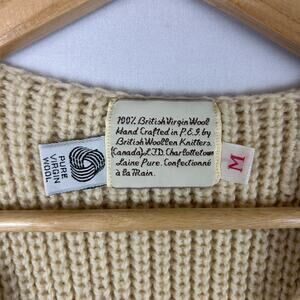 100% British Virgin Wool
Hand Crafted in P.E.I. by
British Woollen Knitters
(Canada) LTD. Charlottetown
Laine Pure. Confectionné
à la Main.
PURE
VIRGIN
WOOL
M